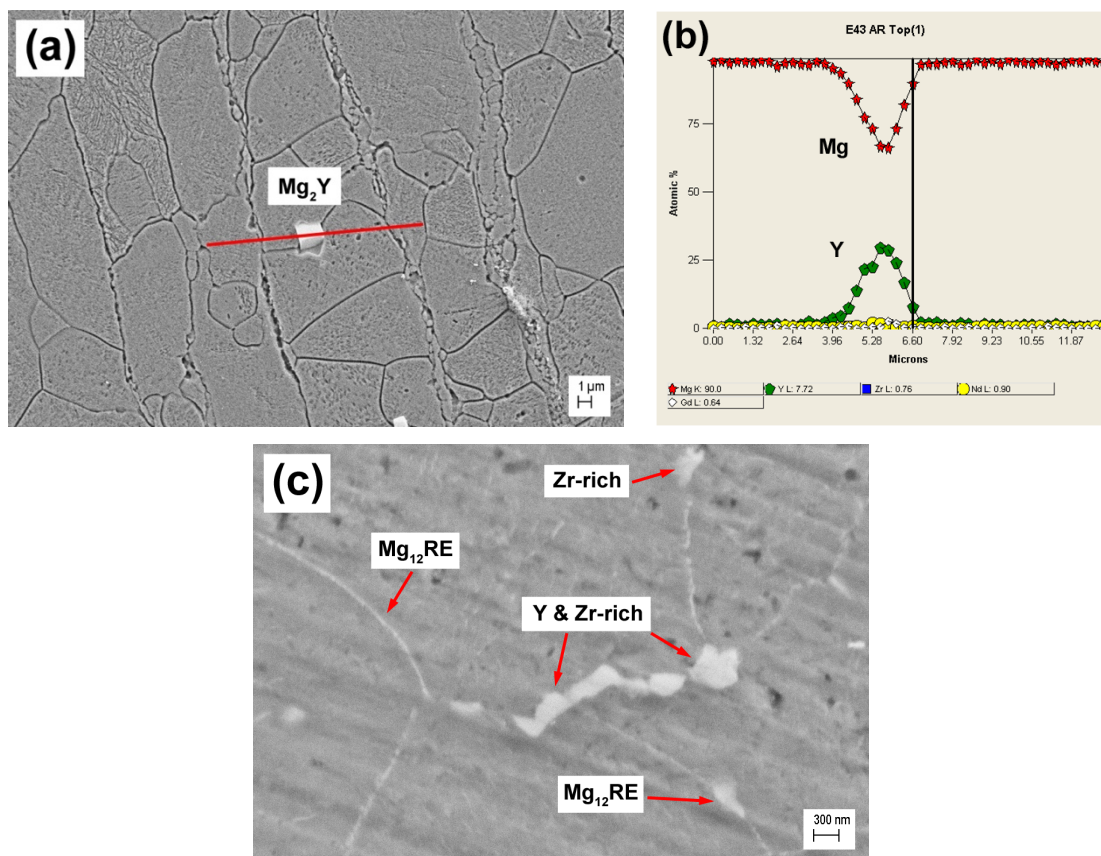 (a)
Mg₂Y
1 µm
(b)
E43 AR Top(1)
Atomic %
75
50
25
0
Mg
Y
0.00 1.32 2.64 3.96 5.28 6.60 7.92 9.23 10.55 11.87
Microns
Mg K: 90.0 Y L: 7.72 Zr L: 0.76 Nd L: 0.90
Gd L: 0.64
(c)
Zr-rich
Mg₁₂RE
Y & Zr-rich
Mg₁₂RE
300 nm